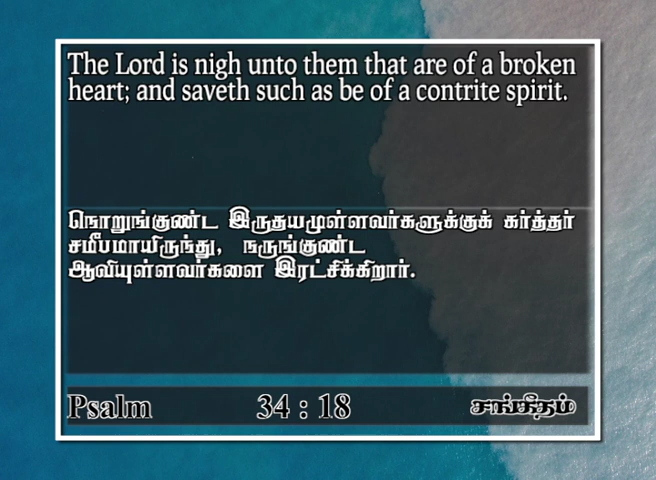 The Lord is nigh unto them that are of a broken
heart; and saveth such as be of a contrite spirit.
நொறுங்குண்ட இருதயமுள்ளவர்களுக்குக் கர்த்தர்
சமீபமாயிருந்து, நருங்குண்ட
ஆவியுள்ளவர்களை இரட்சிக்கிறார்.
Psalm 34 : 18 சாங்கீதம்